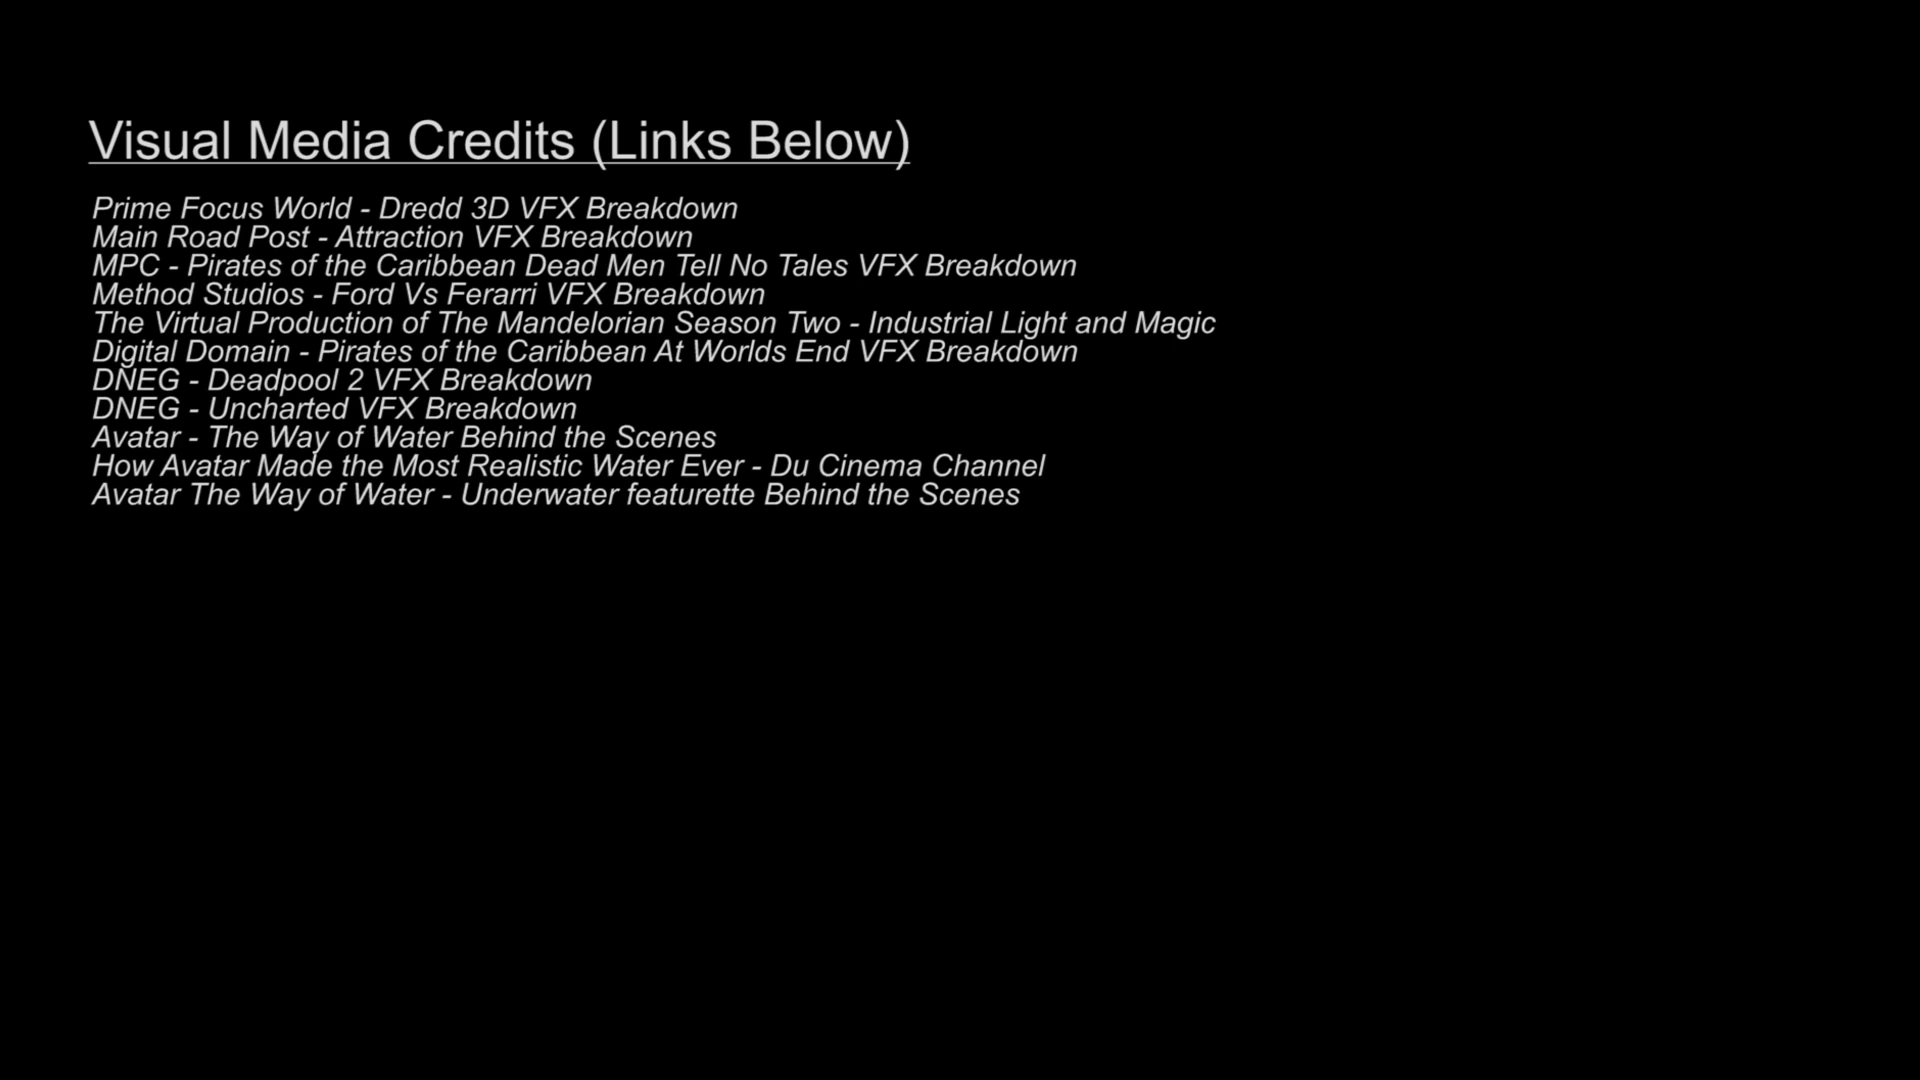 Visual Media Credits (Links Below)
Prime Focus World - Dredd 3D VFX Breakdown
Main Road Post - Attraction VFX Breakdown
MPC - Pirates of the Caribbean Dead Men Tell No Tales VFX Breakdown
Method Studios - Ford Vs Ferarri VFX Breakdown
The Virtual Production of The Mandelorian Season Two - Industrial Light and Magic
Digital Domain - Pirates of the Caribbean At Worlds End VFX Breakdown
DNEG - Deadpool 2 VFX Breakdown
DNEG - Uncharted VFX Breakdown
Avatar - The Way of Water Behind the Scenes
How Avatar Made the Most Realistic Water Ever - Du Cinema Channel
Avatar The Way of Water - Underwater featurette Behind the Scenes